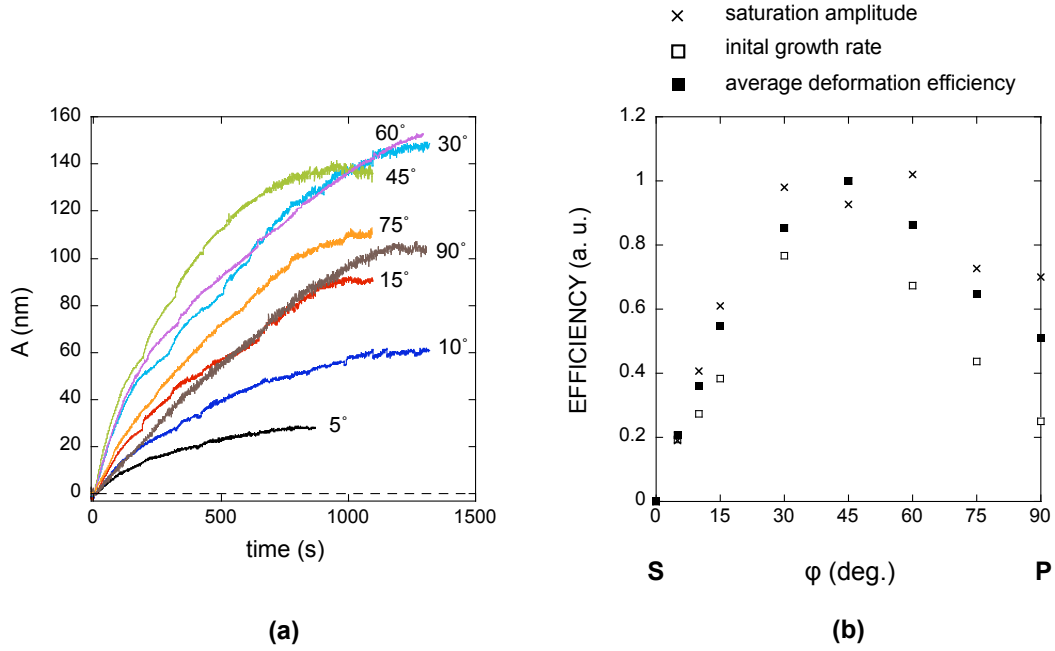 × saturation amplitude
□ inital growth rate
■ average deformation efficiency
A (nm)
160
140
120
100
80
60
40
20
0
0 500 1000 1500
time (s)
60°
30°
45°
75°
90°
15°
10°
5°
(a)
EFFICIENCY (a. u.)
1.2
1
0.8
0.6
0.4
0.2
0
0 15 30 45 60 75 90
S φ (deg.) P
(b)